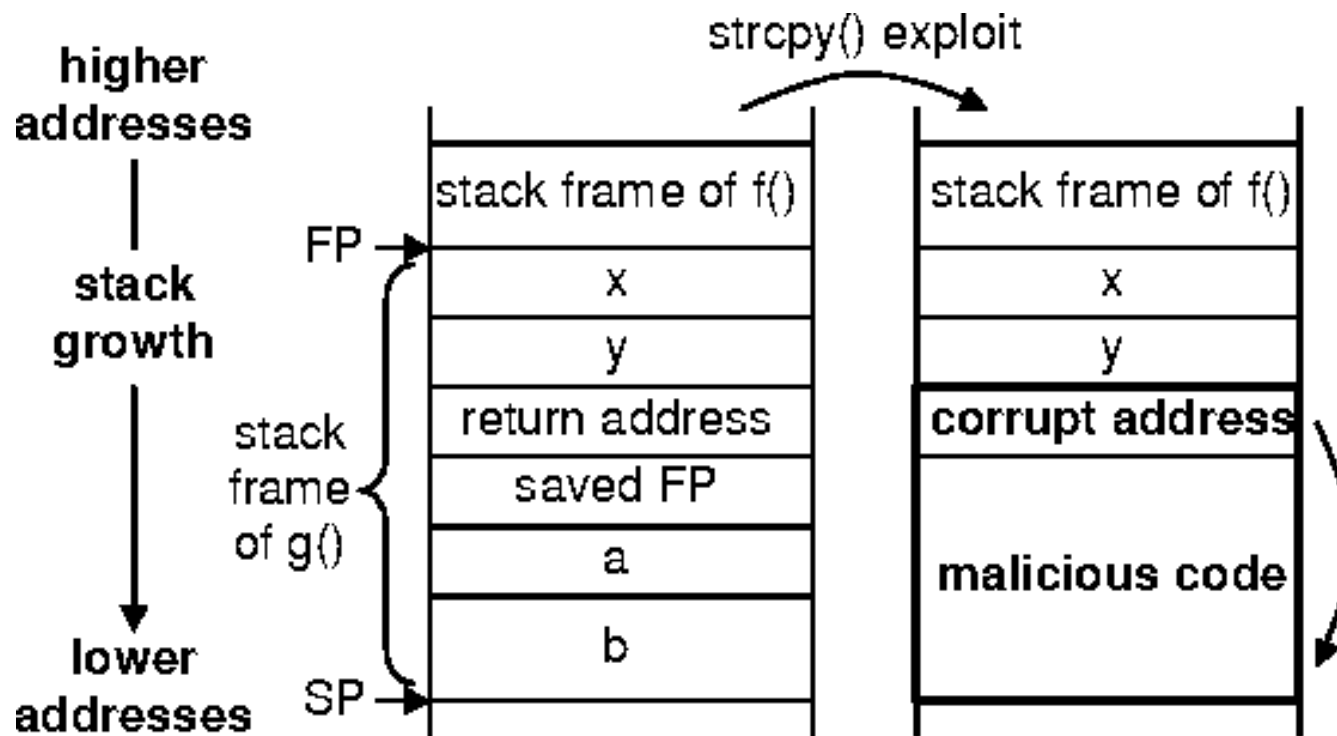 strcpy() exploit
higher
addresses
stack
growth
lower
addresses
FP
stack
frame
of g()
SP
stack frame of f()
x
y
return address
saved FP
a
b
stack frame of f()
x
y
corrupt address
malicious code